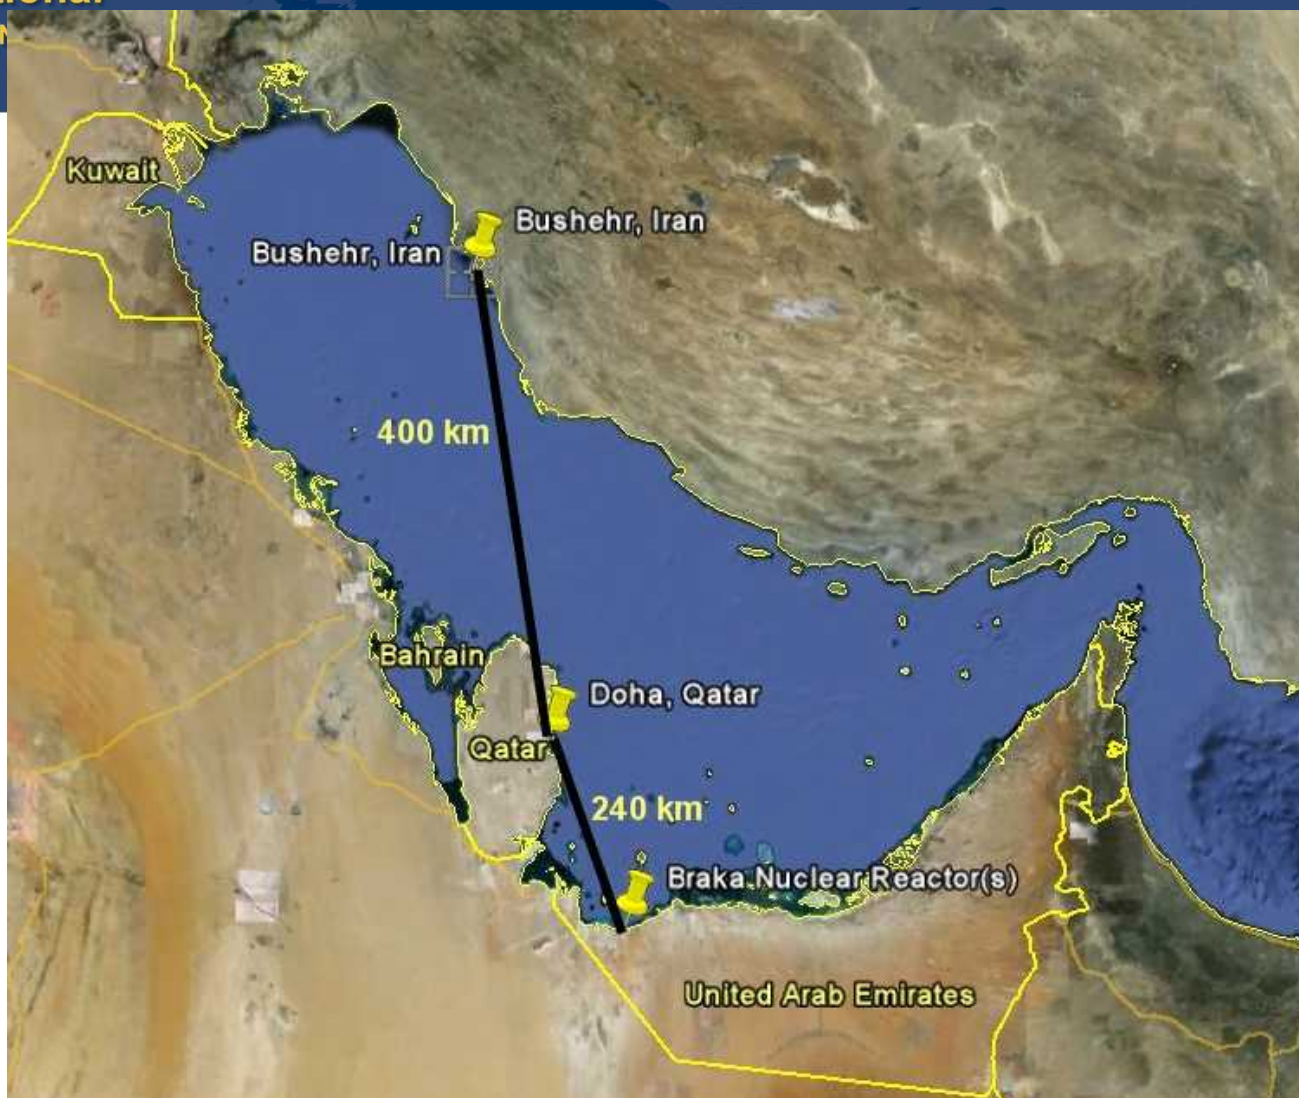 Kuwait
Bushehr, Iran
Bushehr, Iran
400 km
Bahrain
Doha, Qatar
Qatar
240 km
Braka Nuclear Reactor(s)
United Arab Emirates